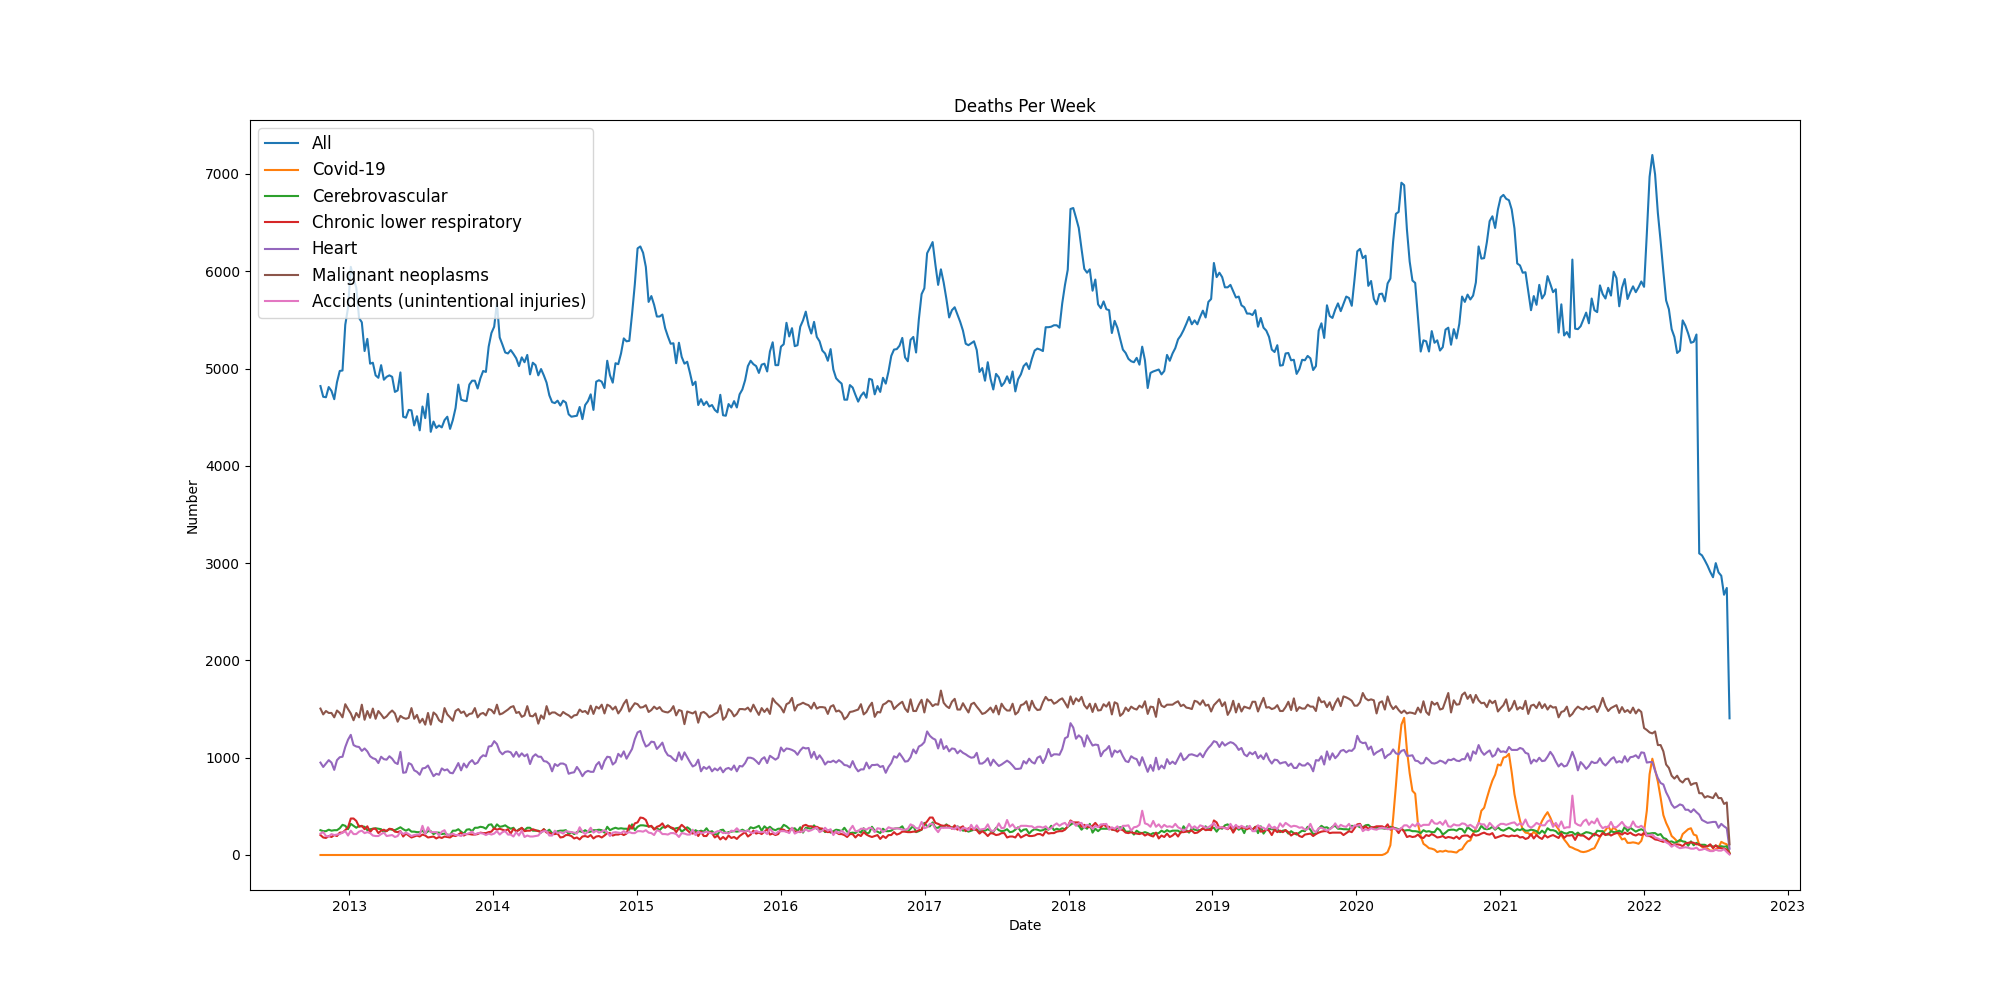 Deaths Per Week
All
Covid-19
Cerebrovascular
Chronic lower respiratory
Heart
Malignant neoplasms
Accidents (unintentional injuries)
7000
6000
5000
4000
3000
2000
1000
0
Number
2013 2014 2015 2016 2017 2018 2019 2020 2021 2022 2023
Date